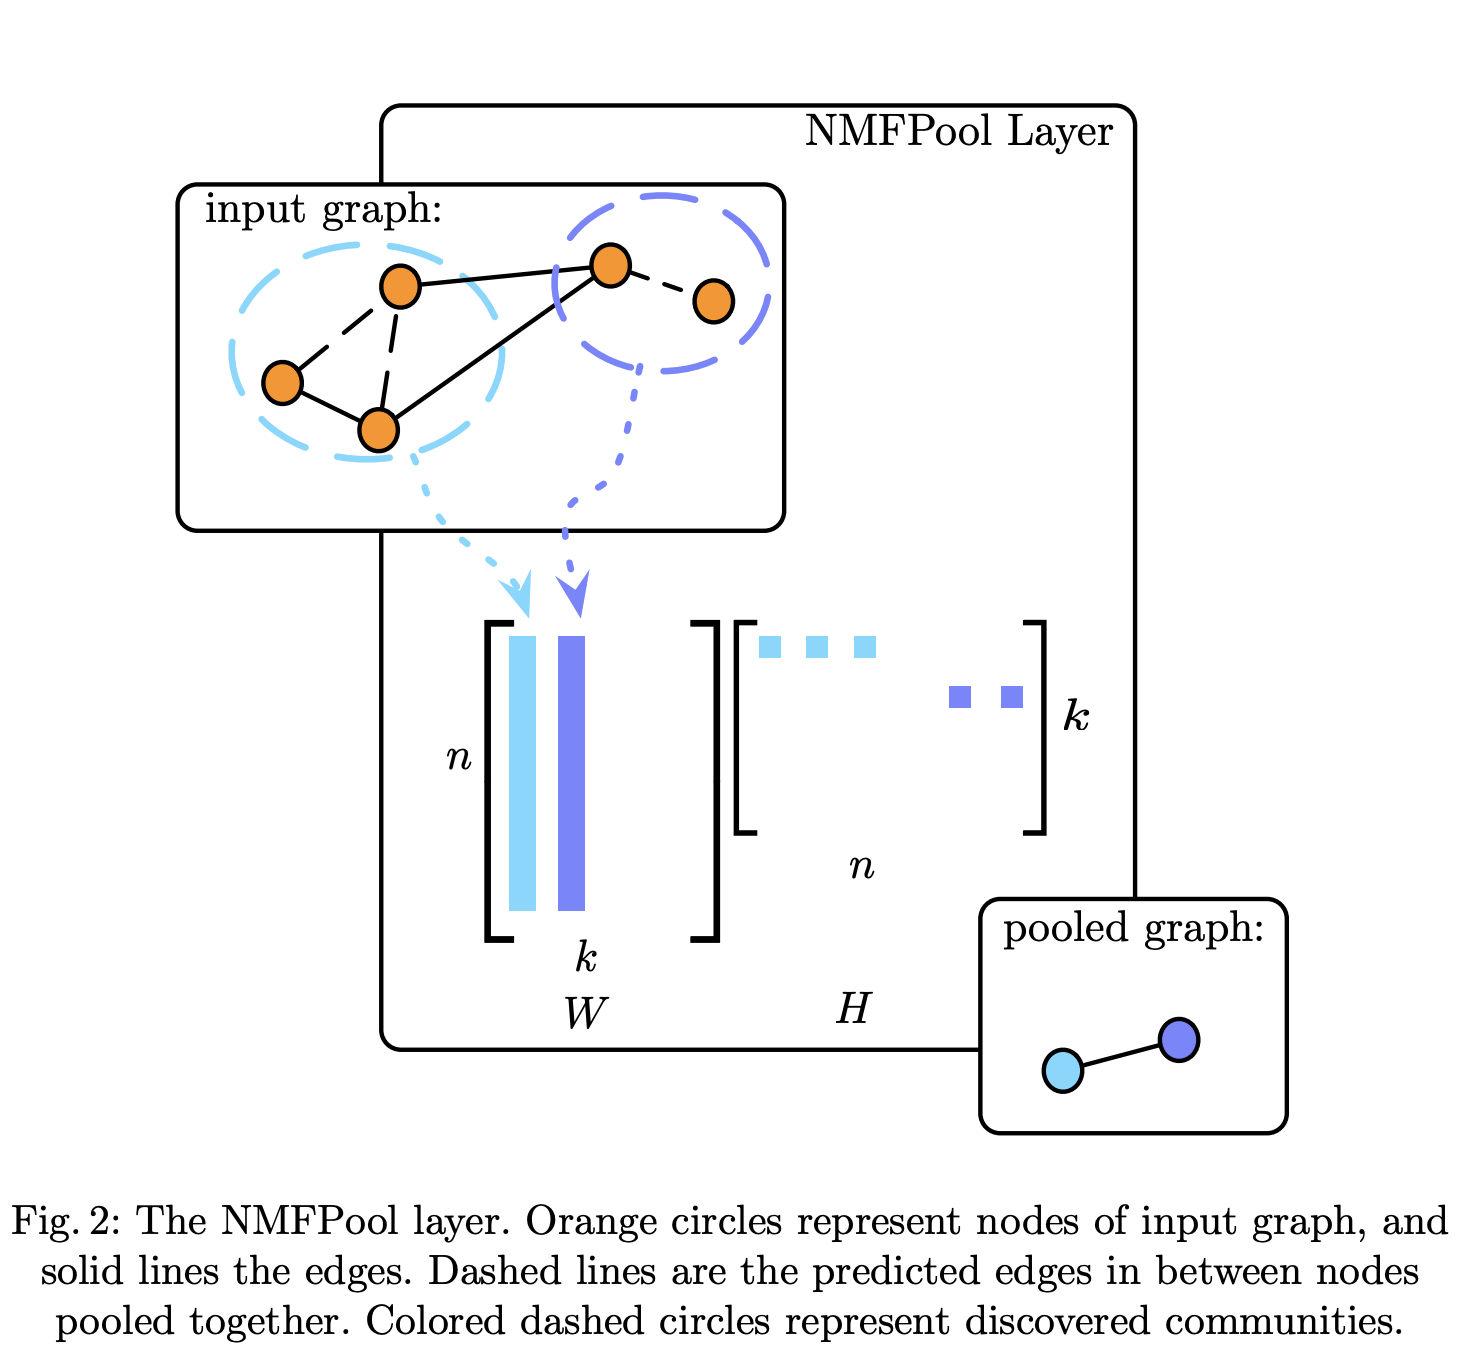 NMFPool Layer
input graph:
n
k
W
k
n
H
pooled graph:
Fig. 2: The NMFPool layer. Orange circles represent nodes of input graph, and
solid lines the edges. Dashed lines are the predicted edges in between nodes
pooled together. Colored dashed circles represent discovered communities.